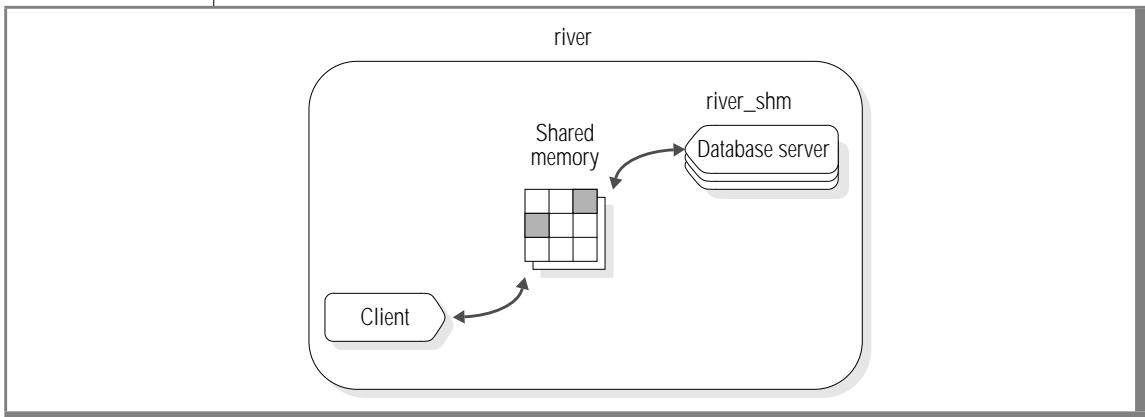 river
river_shm
Shared
memory
Database server
Client